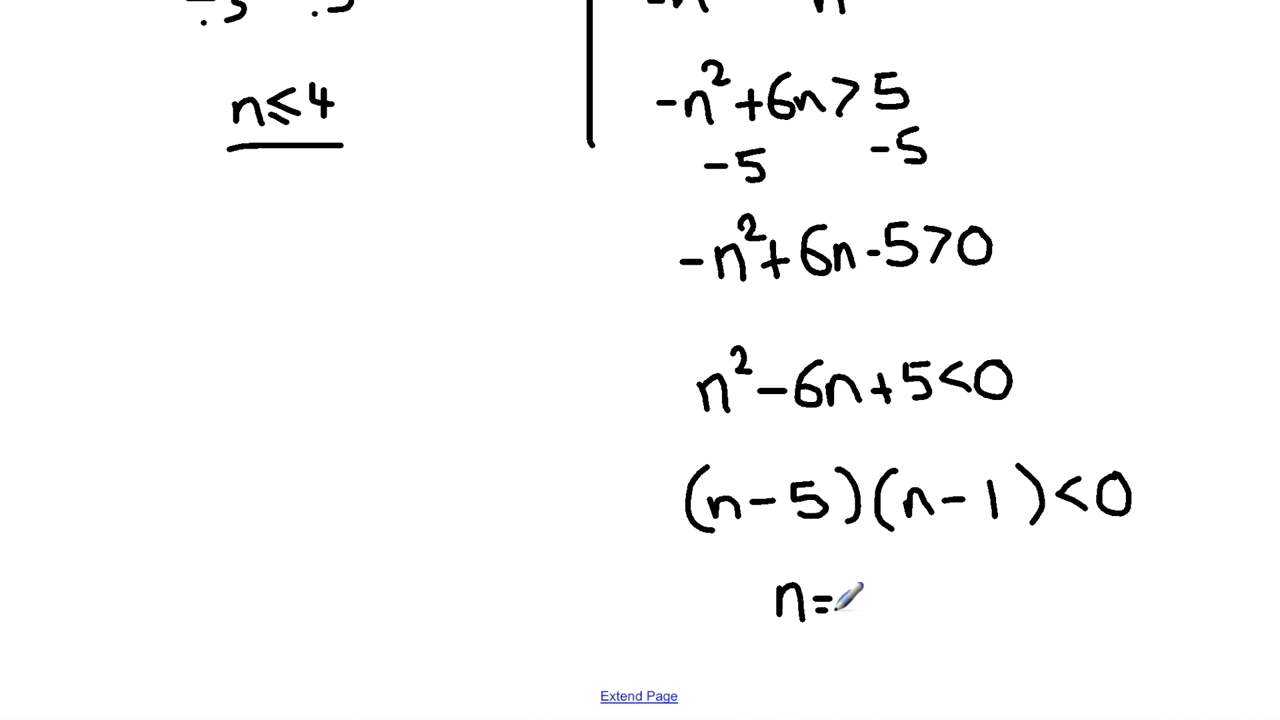 n≤4
-n²+6n>5
-5 -5
-n²+6n-5>0
n²-6n+5<0
(n-5)(n-1)<0
n=
Extend Page